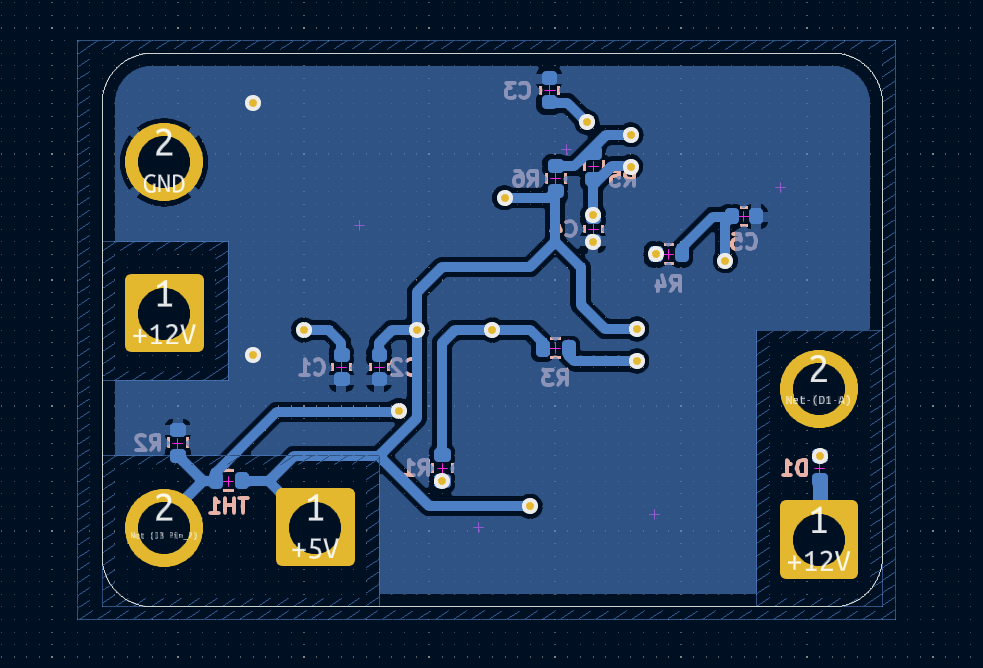 C3
2
GND
R6
R5
C
C5
R4
1
+12V
C1
C2
R3
2
Net-(D1-A)
R2
R1
D1
TH1
2
1
+5V
1
+12V